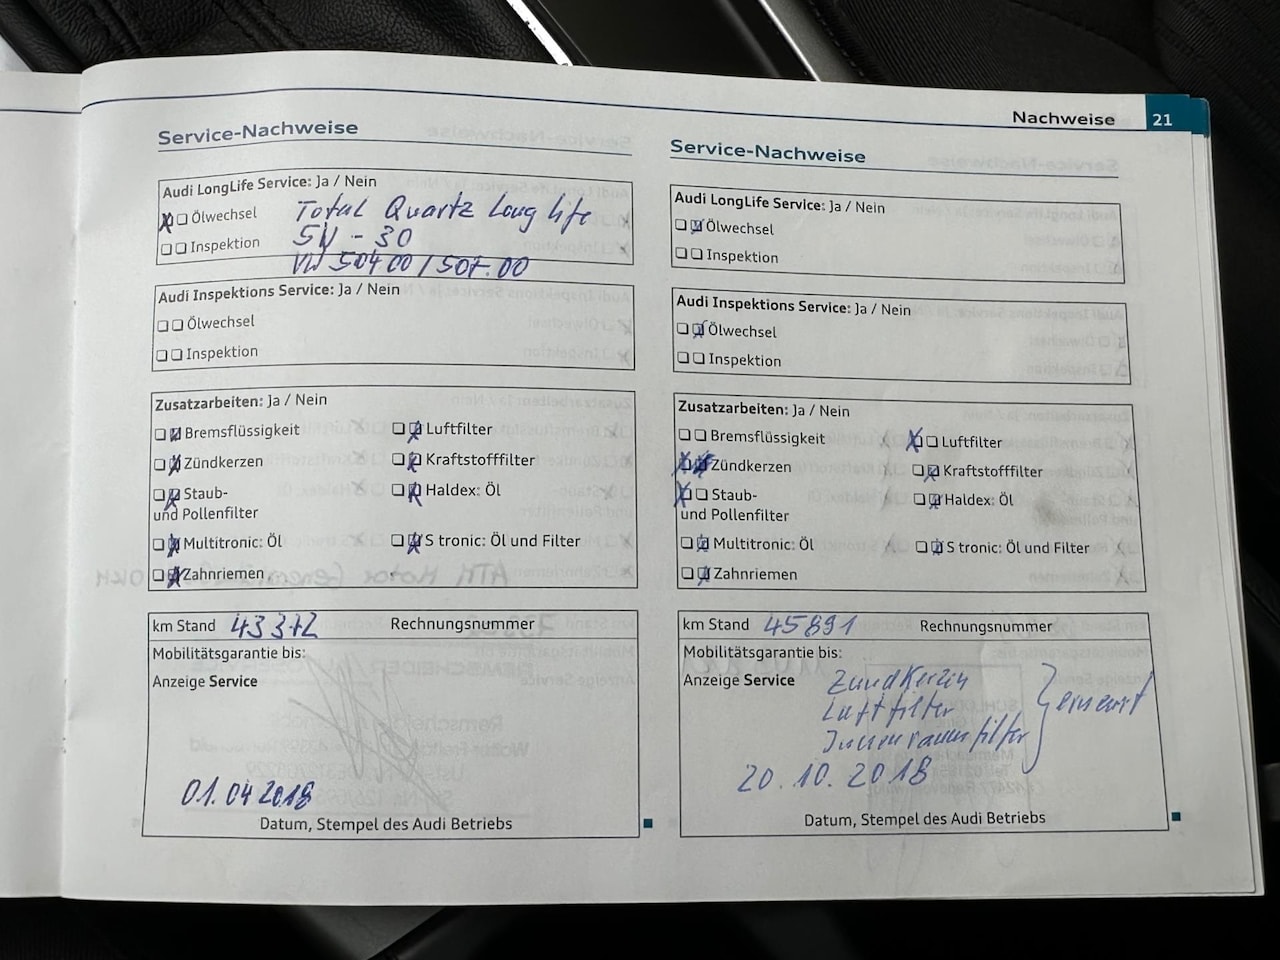 Nachweise 21
Service-Nachweise
Audi LongLife Service: Ja / Nein
Ölwechsel Total Quartz Long life
5W - 30
Inspektion
VW 504 00 / 507.00
Audi Inspektions Service: Ja / Nein
Ölwechsel
Inspektion
Zusatzarbeiten: Ja / Nein
Bremsflüssigkeit Luftfilter
Zündkerzen Kraftstofffilter
Staub- Haldex: Öl
und Pollenfilter
Multitronic: Öl S tronic: Öl und Filter
Zahnriemen
km Stand 43372 Rechnungsnummer
Mobilitätsgarantie bis:
Anzeige Service
01.04 2018
Datum, Stempel des Audi Betriebs
Service-Nachweise
Audi LongLife Service: Ja / Nein
Ölwechsel
Inspektion
Audi Inspektions Service: Ja / Nein
Ölwechsel
Inspektion
Zusatzarbeiten: Ja / Nein
Bremsflüssigkeit Luftfilter
Zündkerzen Kraftstofffilter
Staub- Haldex: Öl
und Pollenfilter
Multitronic: Öl S tronic: Öl und Filter
Zahnriemen
km Stand 45891 Rechnungsnummer
Mobilitätsgarantie bis:
Anzeige Service Zündkerzen
Luftfilter
Innenraumfilter
20.10.2018
Datum, Stempel des Audi Betriebs